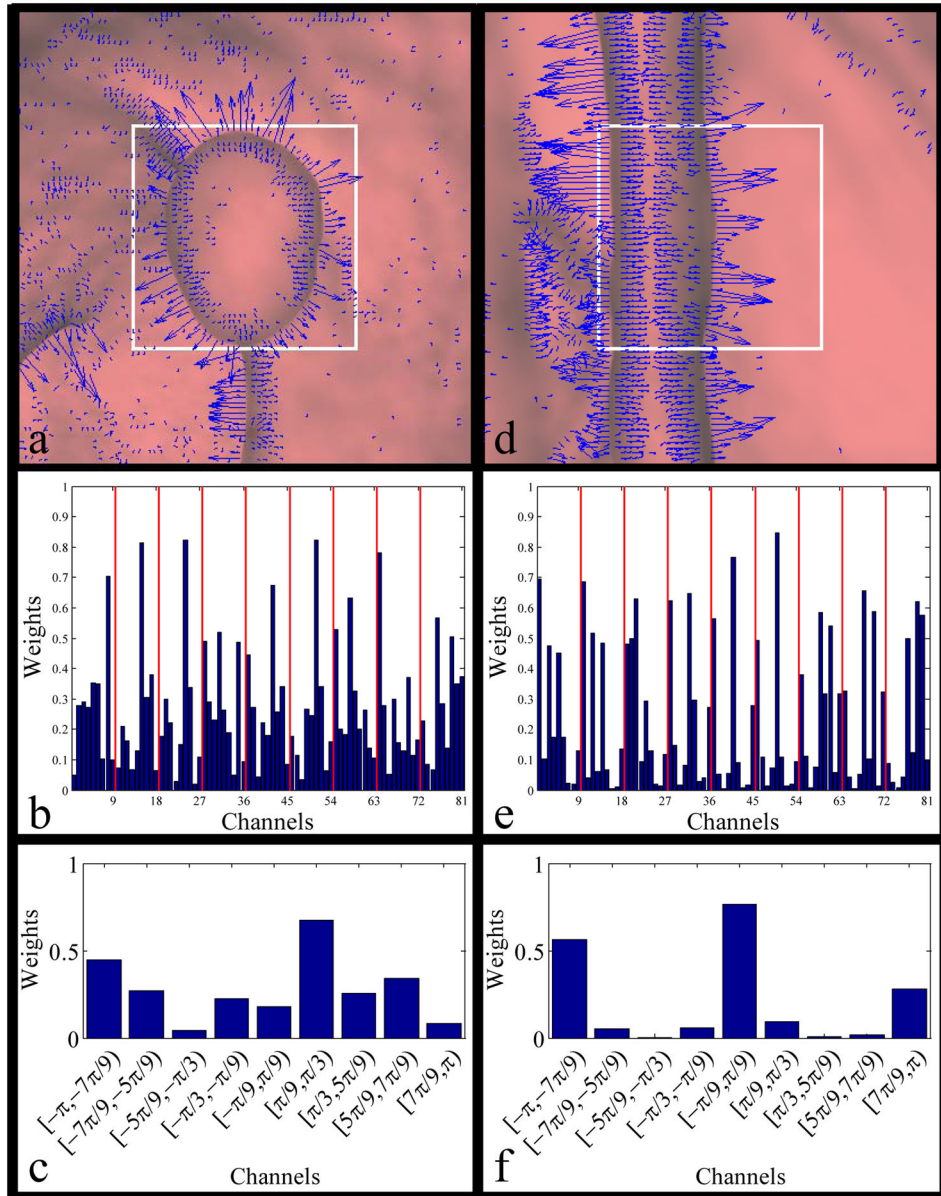 a
d
1
0.9
0.8
0.7
0.6
0.5
0.4
0.3
0.2
0.1
0
Weights
9 18 27 36 45 54 63 72 81
b Channels
1
0.9
0.8
0.7
0.6
0.5
0.4
0.3
0.2
0.1
0
Weights
9 18 27 36 45 54 63 72 81
e Channels
1
0.5
0
Weights
[−π,−7π/9)
[−7π/9,−5π/9)
[−5π/9,−π/3)
[−π/3,−π/9)
[−π/9,π/9)
[π/9,π/3)
[π/3,5π/9)
[5π/9,7π/9)
[7π/9,π)
c Channels
1
0.5
0
Weights
[−π,−7π/9)
[−7π/9,−5π/9)
[−5π/9,−π/3)
[−π/3,−π/9)
[−π/9,π/9)
[π/9,π/3)
[π/3,5π/9)
[5π/9,7π/9)
[7π/9,π)
f Channels